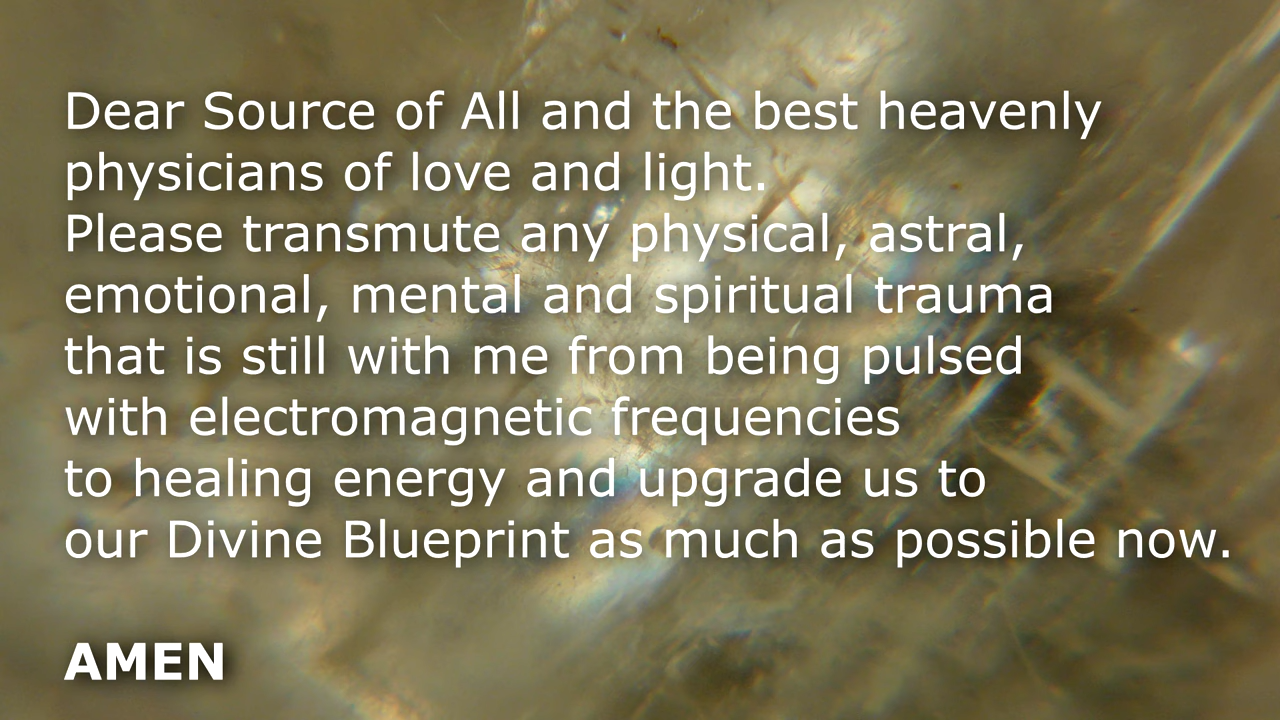 Dear Source of All and the best heavenly
physicians of love and light.
Please transmute any physical, astral,
emotional, mental and spiritual trauma
that is still with me from being pulsed
with electromagnetic frequencies
to healing energy and upgrade us to
our Divine Blueprint as much as possible now.
AMEN